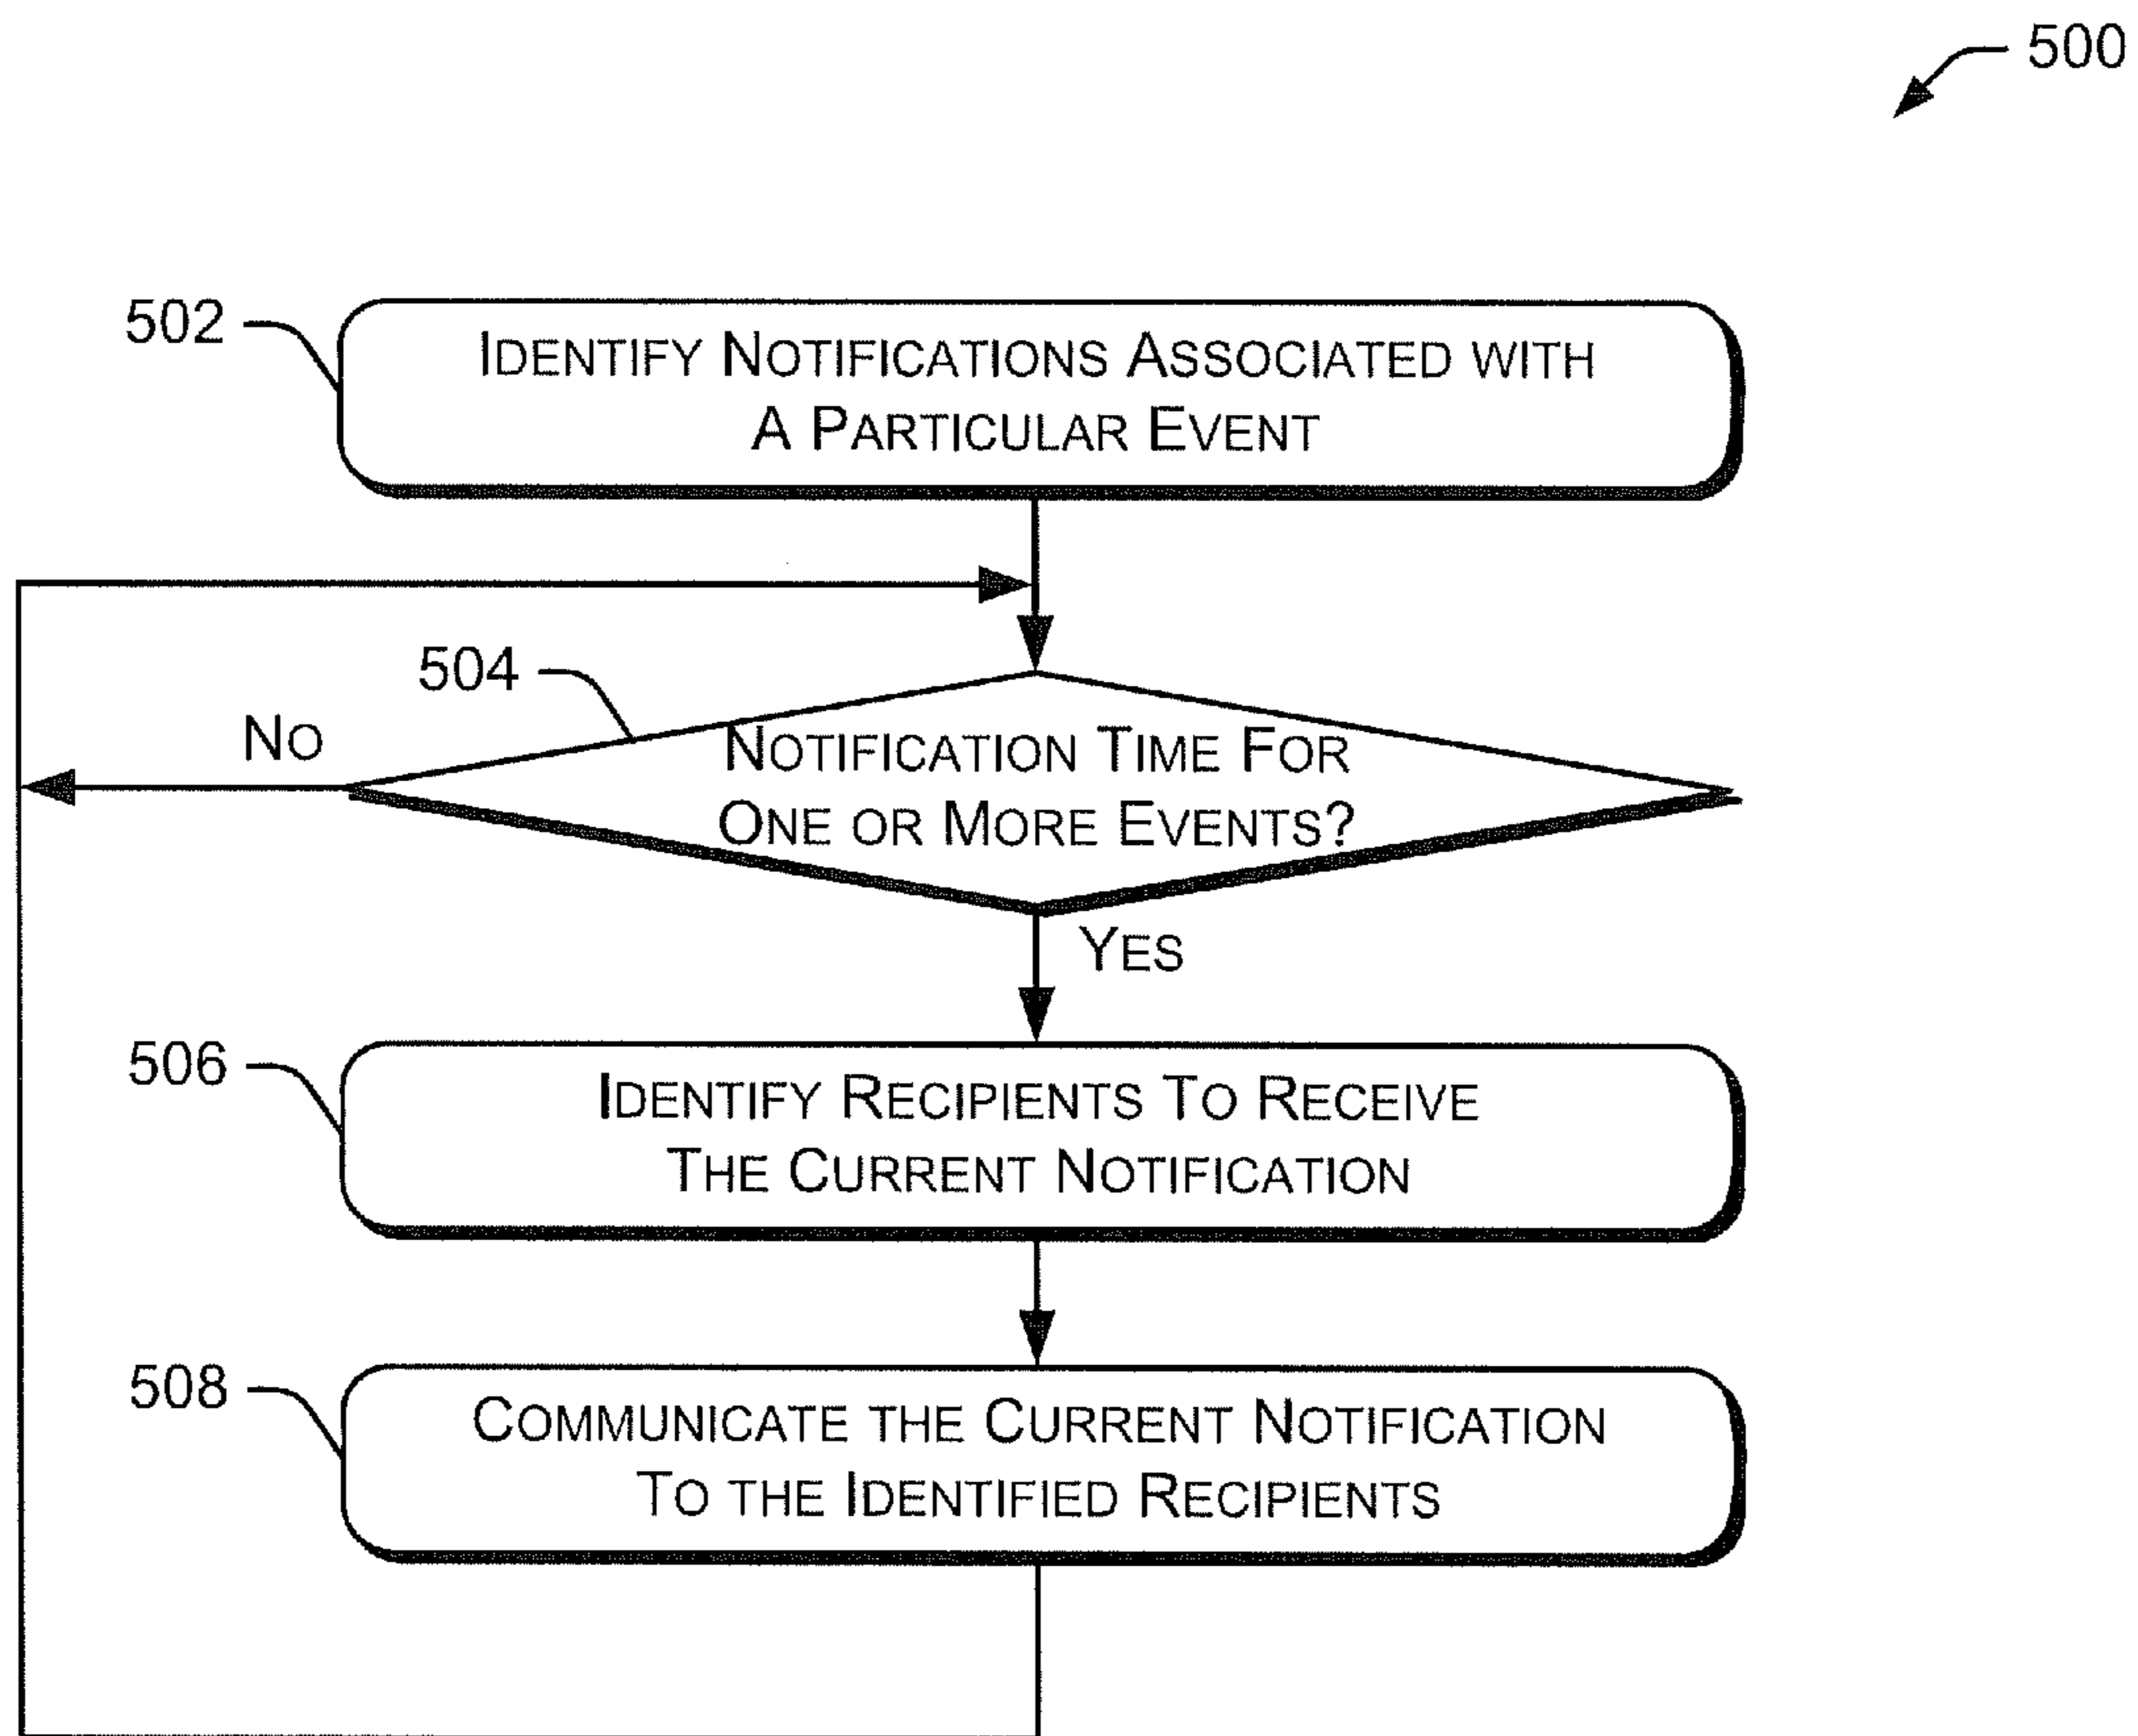 500
502
IDENTIFY NOTIFICATIONS ASSOCIATED WITH
A PARTICULAR EVENT
504
NO
NOTIFICATION TIME FOR
ONE OR MORE EVENTS?
YES
506
IDENTIFY RECIPIENTS TO RECEIVE
THE CURRENT NOTIFICATION
508
COMMUNICATE THE CURRENT NOTIFICATION
TO THE IDENTIFIED RECIPIENTS